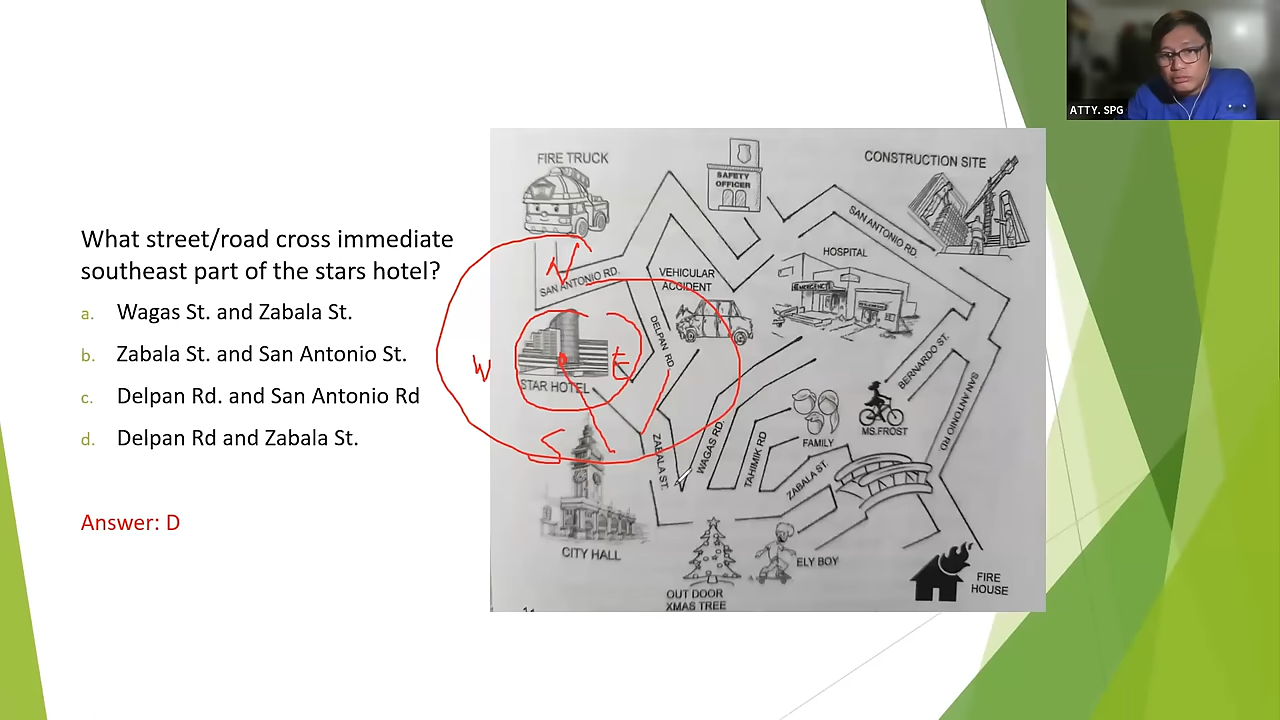 ATTY. SPG
What street/road cross immediate
southeast part of the stars hotel?
a. Wagas St. and Zabala St.
b. Zabala St. and San Antonio St.
c. Delpan Rd. and San Antonio Rd
d. Delpan Rd and Zabala St.
Answer: D
FIRE TRUCK
SAFETY
OFFICER
CONSTRUCTION SITE
SAN ANTONIO RD.
HOSPITAL
EMERGENCY
N
SAN ANTONIO RD.
VEHICULAR
ACCIDENT
DELPAN RD
W
E
STAR HOTEL
BERNARDO ST.
SAN ANTONIO RD
S
ZABALA ST.
WAGAS RD.
TAHIMIK RD
FAMILY
MS.FROST
ZABALA ST.
CITY HALL
ELY BOY
OUT DOOR
XMAS TREE
FIRE
HOUSE